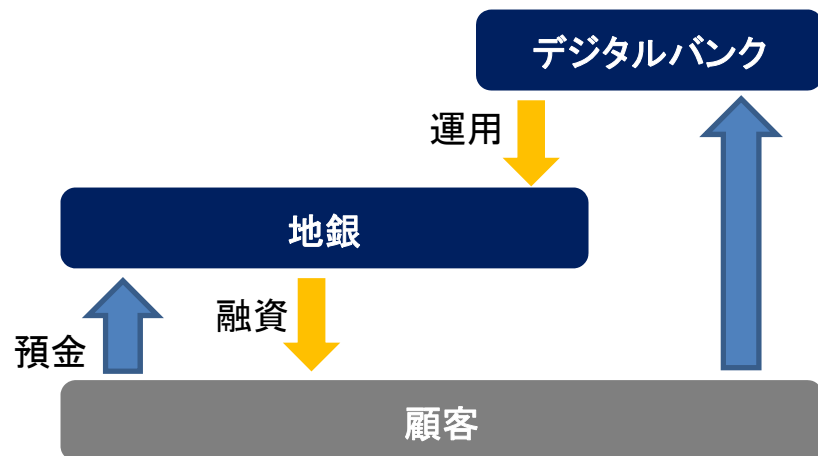 デジタルバンク
運用
地銀
融資
預金
顧客